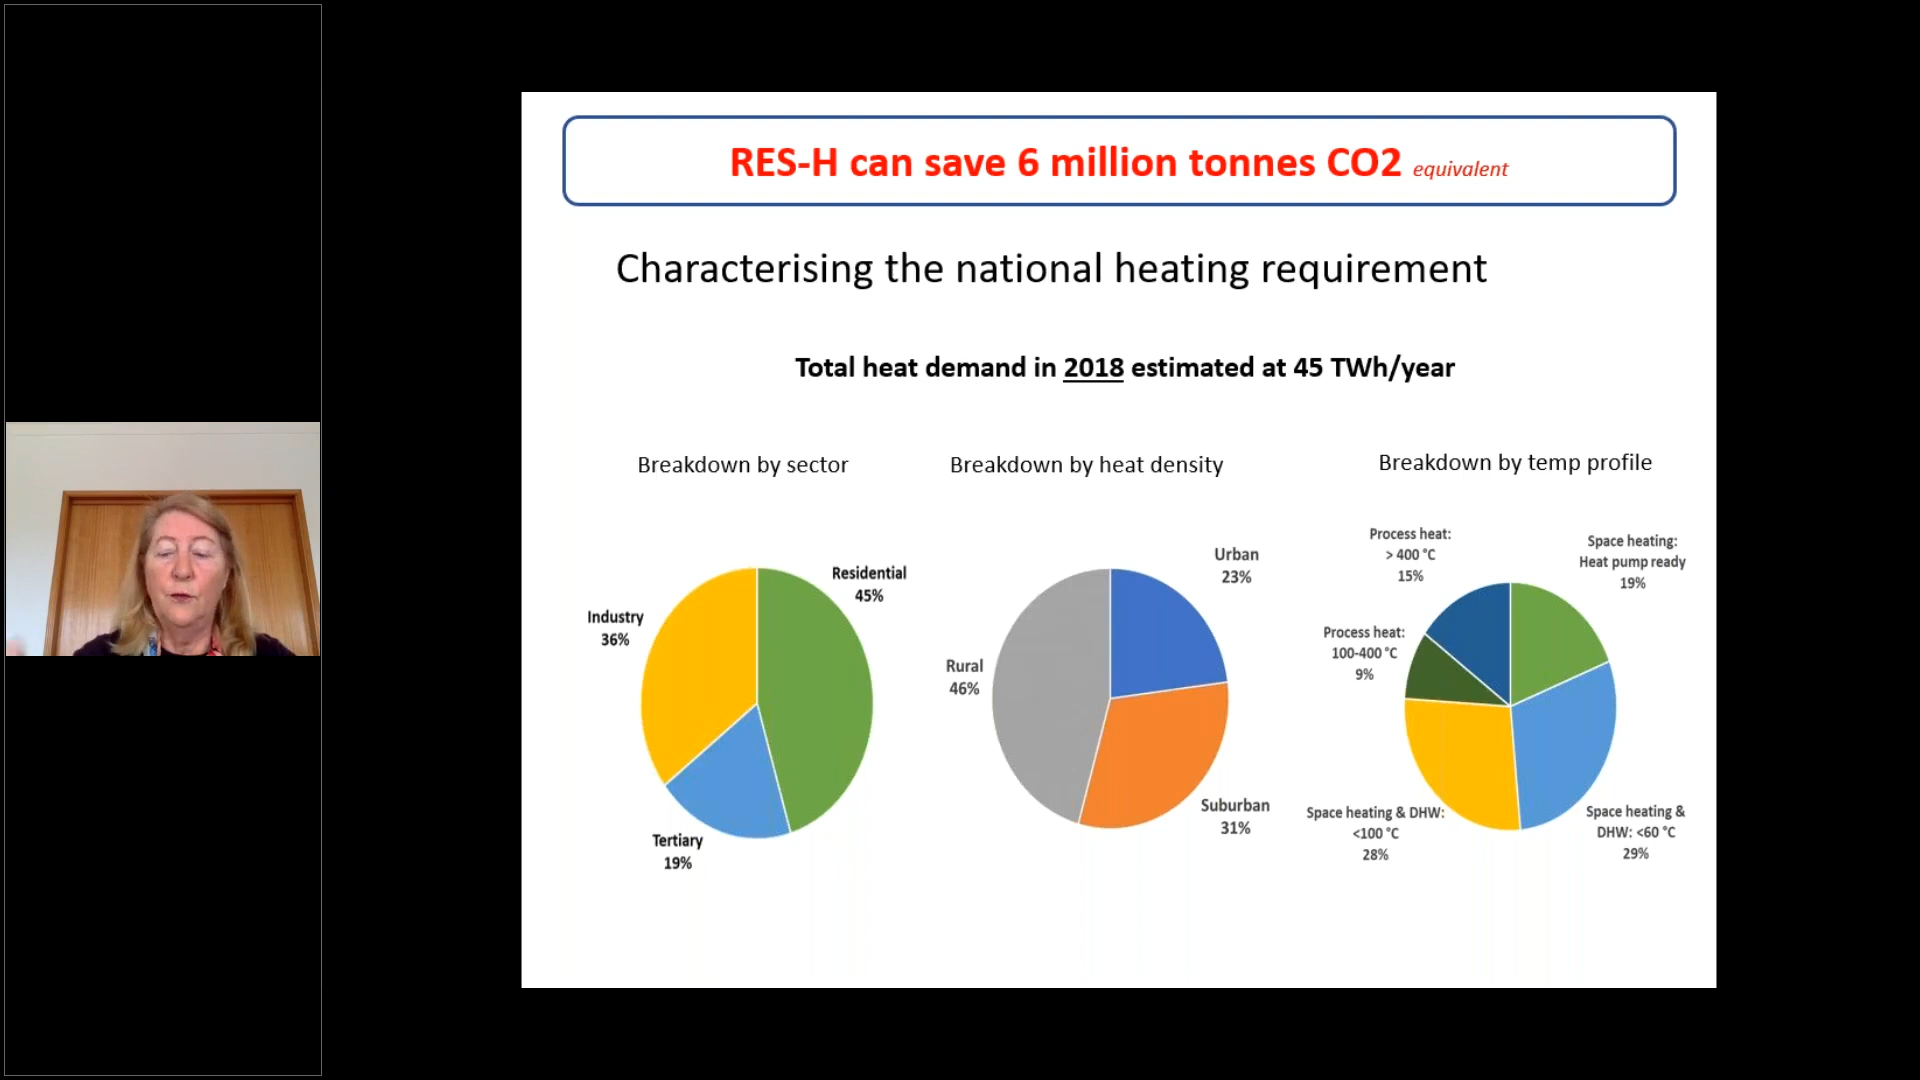 RES-H can save 6 million tonnes CO2 equivalent
Characterising the national heating requirement
Total heat demand in 2018 estimated at 45 TWh/year
Breakdown by sector
Residential
45%
Industry
36%
Tertiary
19%
Breakdown by heat density
Urban
23%
Rural
46%
Suburban
31%
Breakdown by temp profile
Process heat:
> 400 °C
15%
Space heating:
Heat pump ready
19%
Process heat:
100-400 °C
9%
Space heating & DHW:
<100 °C
28%
Space heating &
DHW: <60 °C
29%